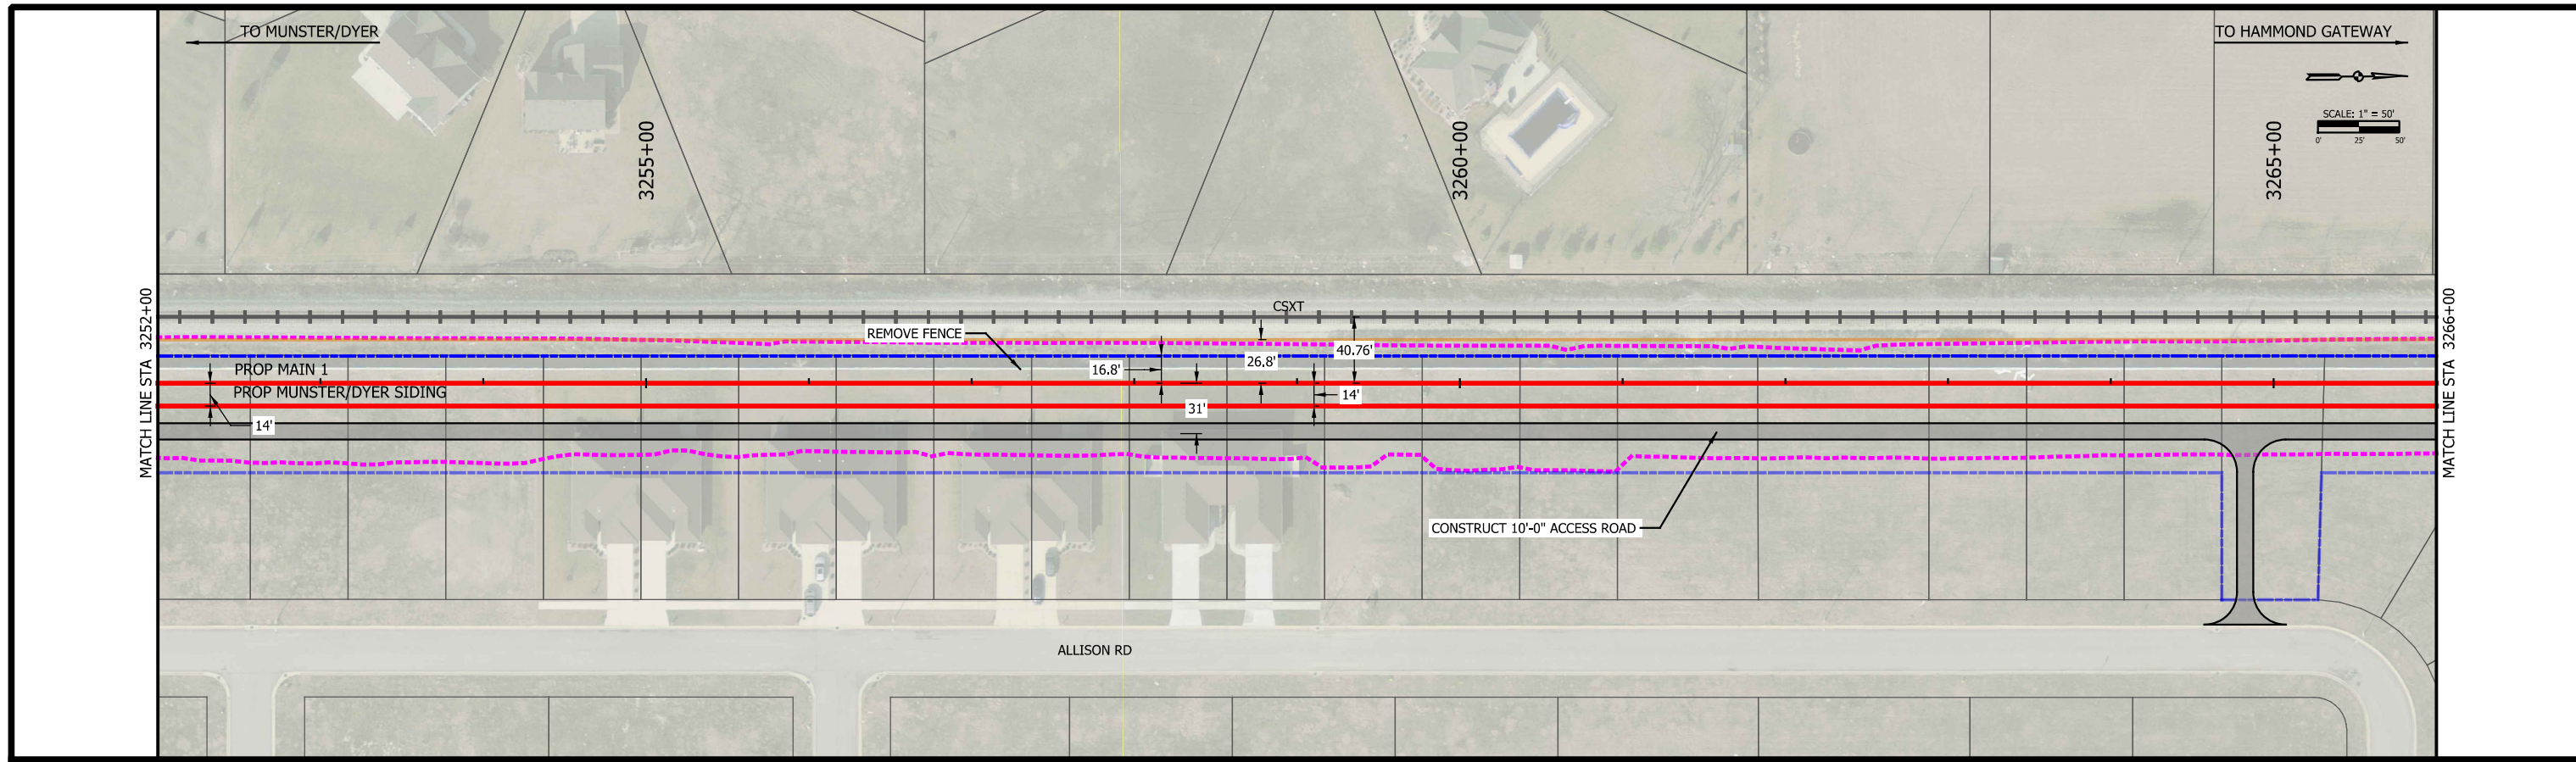 TO MUNSTER/DYER
TO HAMMOND GATEWAY
SCALE: 1" = 50'
0' 25' 50'
3255+00
3260+00
3265+00
MATCH LINE STA 3252+00
MATCH LINE STA 3266+00
CSXT
REMOVE FENCE
40.76'
26.8'
16.8'
PROP MAIN 1
PROP MUNSTER/DYER SIDING
14'
31'
14'
CONSTRUCT 10'-0" ACCESS ROAD
ALLISON RD